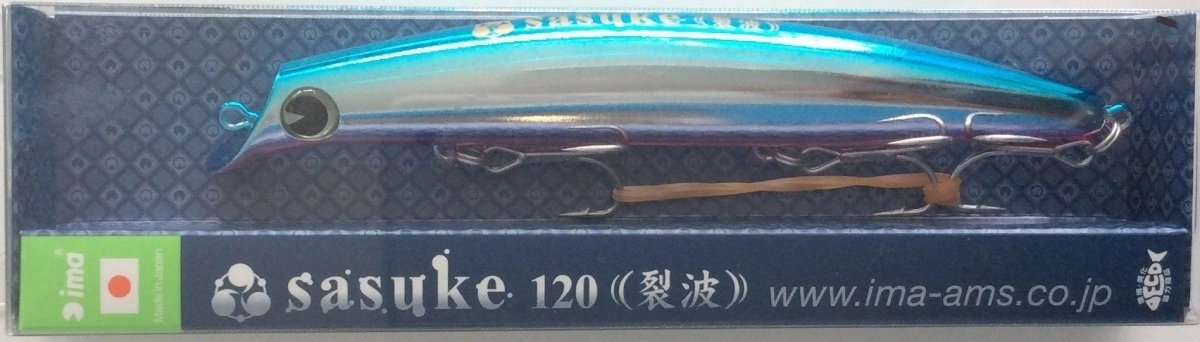 sasuke《裂波》
ima®
Made in Japan
sasuke 120《裂波》
www.ima-ams.co.jp